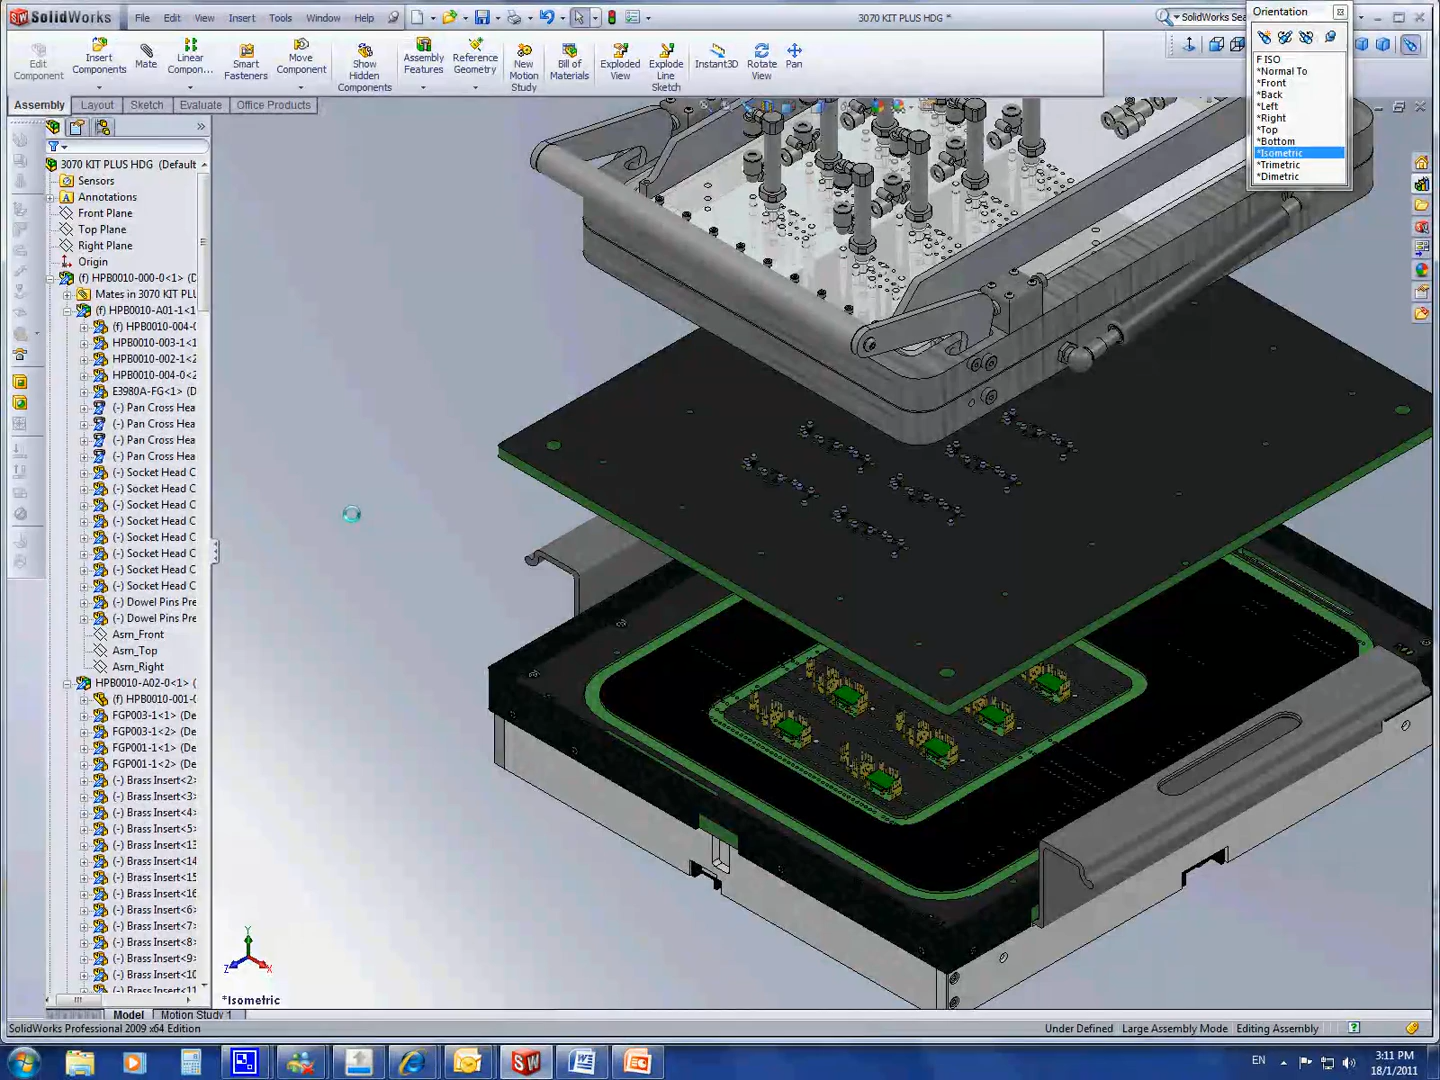 SolidWorks File Edit View Insert Tools Window Help 3070 KIT PLUS HDG * SolidWorks Sea
Orientation
Edit Component
Insert Components
Mate
Linear Compon...
Smart Fasteners
Move Component
Show Hidden Components
Assembly Features
Reference Geometry
New Motion Study
Bill of Materials
Exploded View
Explode Line Sketch
Instant3D
Rotate View
Pan
F ISO
*Normal To
*Front
*Back
*Left
*Right
*Top
*Bottom
*Isometric
*Trimetric
*Dimetric
Assembly Layout Sketch Evaluate Office Products
3070 KIT PLUS HDG (Default
Sensors
Annotations
Front Plane
Top Plane
Right Plane
Origin
(f) HPB0010-000-0<1> (D
Mates in 3070 KIT PLU
(f) HPB0010-A01-1<1
(f) HPB0010-004-0
HPB0010-003-1<1
HPB0010-002-1<2
HPB0010-004-0<2
E3980A-FG<1> (D
(-) Pan Cross Hea
(-) Pan Cross Hea
(-) Pan Cross Hea
(-) Pan Cross Hea
(-) Socket Head C
(-) Socket Head C
(-) Socket Head C
(-) Socket Head C
(-) Socket Head C
(-) Socket Head C
(-) Socket Head C
(-) Socket Head C
(-) Dowel Pins Pre
(-) Dowel Pins Pre
Asm_Front
Asm_Top
Asm_Right
HPB0010-A02-0<1> (
(f) HPB0010-001-0
FGP003-1<1> (De
FGP003-1<2> (De
FGP001-1<1> (De
FGP001-1<2> (De
(-) Brass Insert<2>
(-) Brass Insert<3>
(-) Brass Insert<4>
(-) Brass Insert<5>
(-) Brass Insert<13
(-) Brass Insert<14
(-) Brass Insert<15
(-) Brass Insert<16
(-) Brass Insert<6>
(-) Brass Insert<7>
(-) Brass Insert<8>
(-) Brass Insert<9>
(-) Brass Insert<10
(-) Brass Insert<11
Y
Z X
*Isometric
Model Motion Study 1
SolidWorks Professional 2009 x64 Edition Under Defined Large Assembly Mode Editing Assembly
EN 3:11 PM
18/1/2011